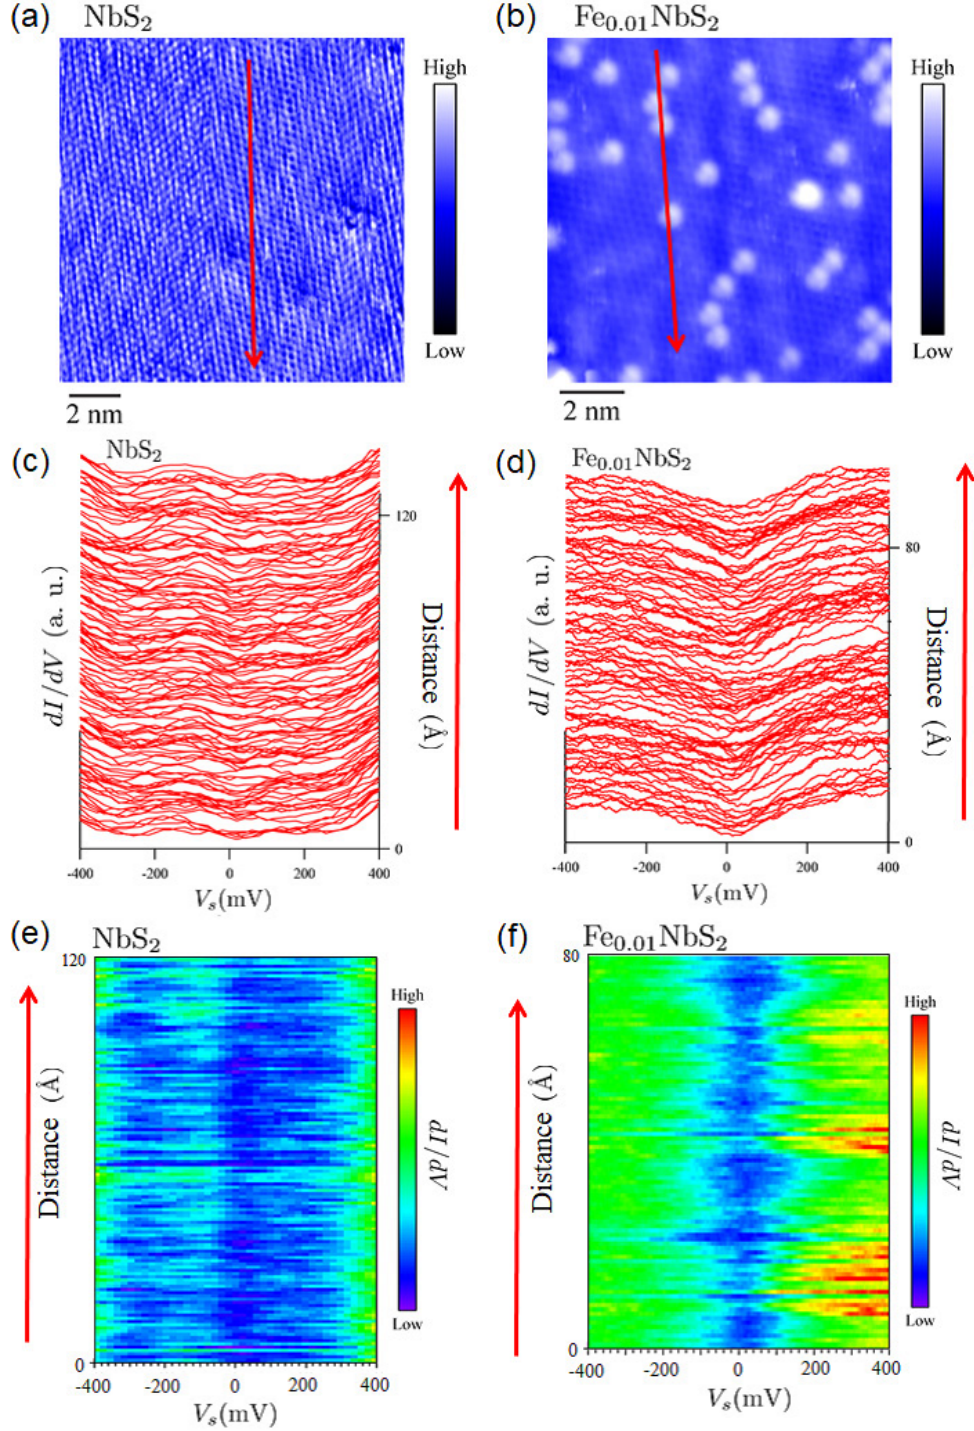 (a) NbS₂
High
Low
2 nm
(b) Fe₀.₀₁NbS₂
High
Low
2 nm
(c) NbS₂
dI/dV (a. u.)
120
0
Distance (Å)
-400 -200 0 200 400
Vₛ(mV)
(d) Fe₀.₀₁NbS₂
dI/dV (a. u.)
80
0
Distance (Å)
-400 -200 0 200 400
Vₛ(mV)
(e) NbS₂
120
0
Distance (Å)
-400 -200 0 200 400
Vₛ(mV)
High
Low
dI/dV
(f) Fe₀.₀₁NbS₂
80
0
Distance (Å)
-400 -200 0 200 400
Vₛ(mV)
High
Low
dI/dV